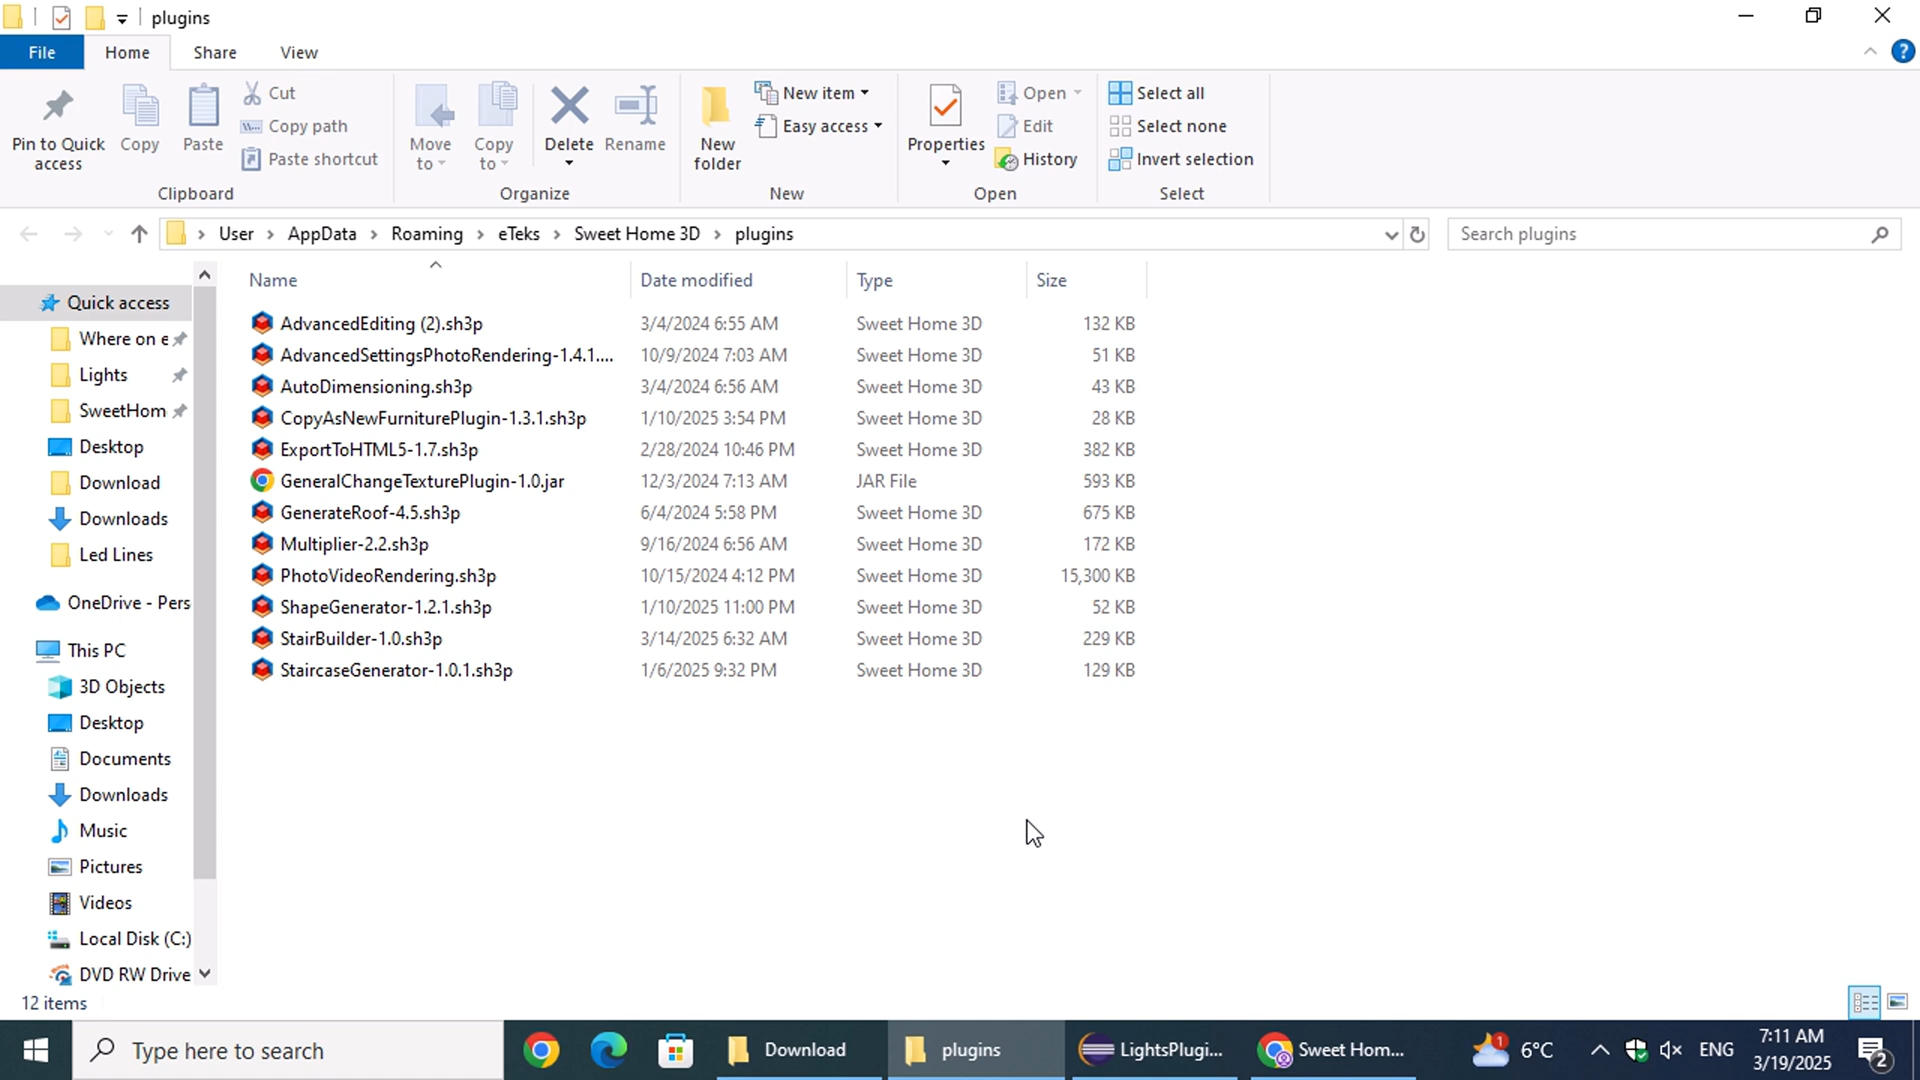 plugins
File Home Share View
Pin to Quick access
Copy
Paste
Cut
Copy path
Paste shortcut
Clipboard
Move to
Copy to
Delete
Rename
Organize
New folder
New item
Easy access
New
Properties
Open
Edit
History
Open
Select all
Select none
Invert selection
Select
User > AppData > Roaming > eTeks > Sweet Home 3D > plugins
Search plugins
Quick access
Where on e
Lights
SweetHom
Desktop
Download
Downloads
Led Lines
OneDrive - Pers
This PC
3D Objects
Desktop
Documents
Downloads
Music
Pictures
Videos
Local Disk (C:)
DVD RW Drive
Name Date modified Type Size
AdvancedEditing (2).sh3p 3/4/2024 6:55 AM Sweet Home 3D 132 KB
AdvancedSettingsPhotoRendering-1.4.1.... 10/9/2024 7:03 AM Sweet Home 3D 51 KB
AutoDimensioning.sh3p 3/4/2024 6:56 AM Sweet Home 3D 43 KB
CopyAsNewFurniturePlugin-1.3.1.sh3p 1/10/2025 3:54 PM Sweet Home 3D 28 KB
ExportToHTML5-1.7.sh3p 2/28/2024 10:46 PM Sweet Home 3D 382 KB
GeneralChangeTexturePlugin-1.0.jar 12/3/2024 7:13 AM JAR File 593 KB
GenerateRoof-4.5.sh3p 6/4/2024 5:58 PM Sweet Home 3D 675 KB
Multiplier-2.2.sh3p 9/16/2024 6:56 AM Sweet Home 3D 172 KB
PhotoVideoRendering.sh3p 10/15/2024 4:12 PM Sweet Home 3D 15,300 KB
ShapeGenerator-1.2.1.sh3p 1/10/2025 11:00 PM Sweet Home 3D 52 KB
StairBuilder-1.0.sh3p 3/14/2025 6:32 AM Sweet Home 3D 229 KB
StaircaseGenerator-1.0.1.sh3p 1/6/2025 9:32 PM Sweet Home 3D 129 KB
12 items
Type here to search
Download
plugins
LightsPlugi...
Sweet Hom...
1
6°C
ENG
7:11 AM
3/19/2025
2